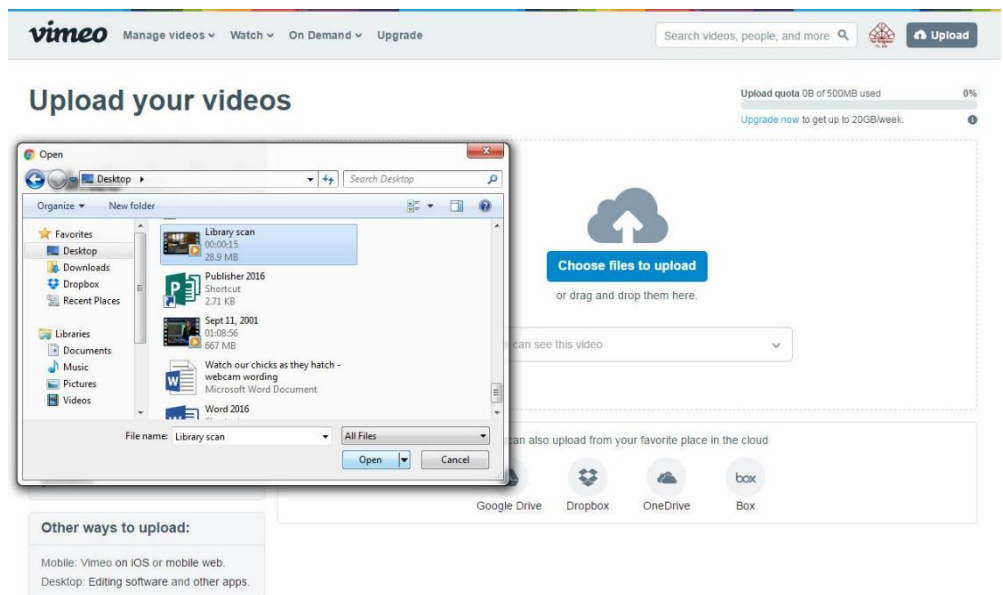 vimeo Manage videos Watch On Demand Upgrade Search videos, people, and more Upload
Upload your videos
Upload quota 0B of 500MB used 0%
Upgrade now to get up to 20GB/week.
Open
Desktop
Search Desktop
Organize New folder
Favorites
Desktop
Downloads
Dropbox
Recent Places
Libraries
Documents
Music
Pictures
Videos
Library scan
00:00:15
28.9 MB
Publisher 2016
Shortcut
2.71 KB
Sept 11, 2001
01:08:56
667 MB
Watch our chicks as they hatch -
webcam wording
Microsoft Word Document
Word 2016
File name: Library scan All Files
Open Cancel
Choose files to upload
or drag and drop them here.
can see this video
can also upload from your favorite place in the cloud
Google Drive Dropbox OneDrive Box
box
Other ways to upload:
Mobile: Vimeo on iOS or mobile web.
Desktop: Editing software and other apps.